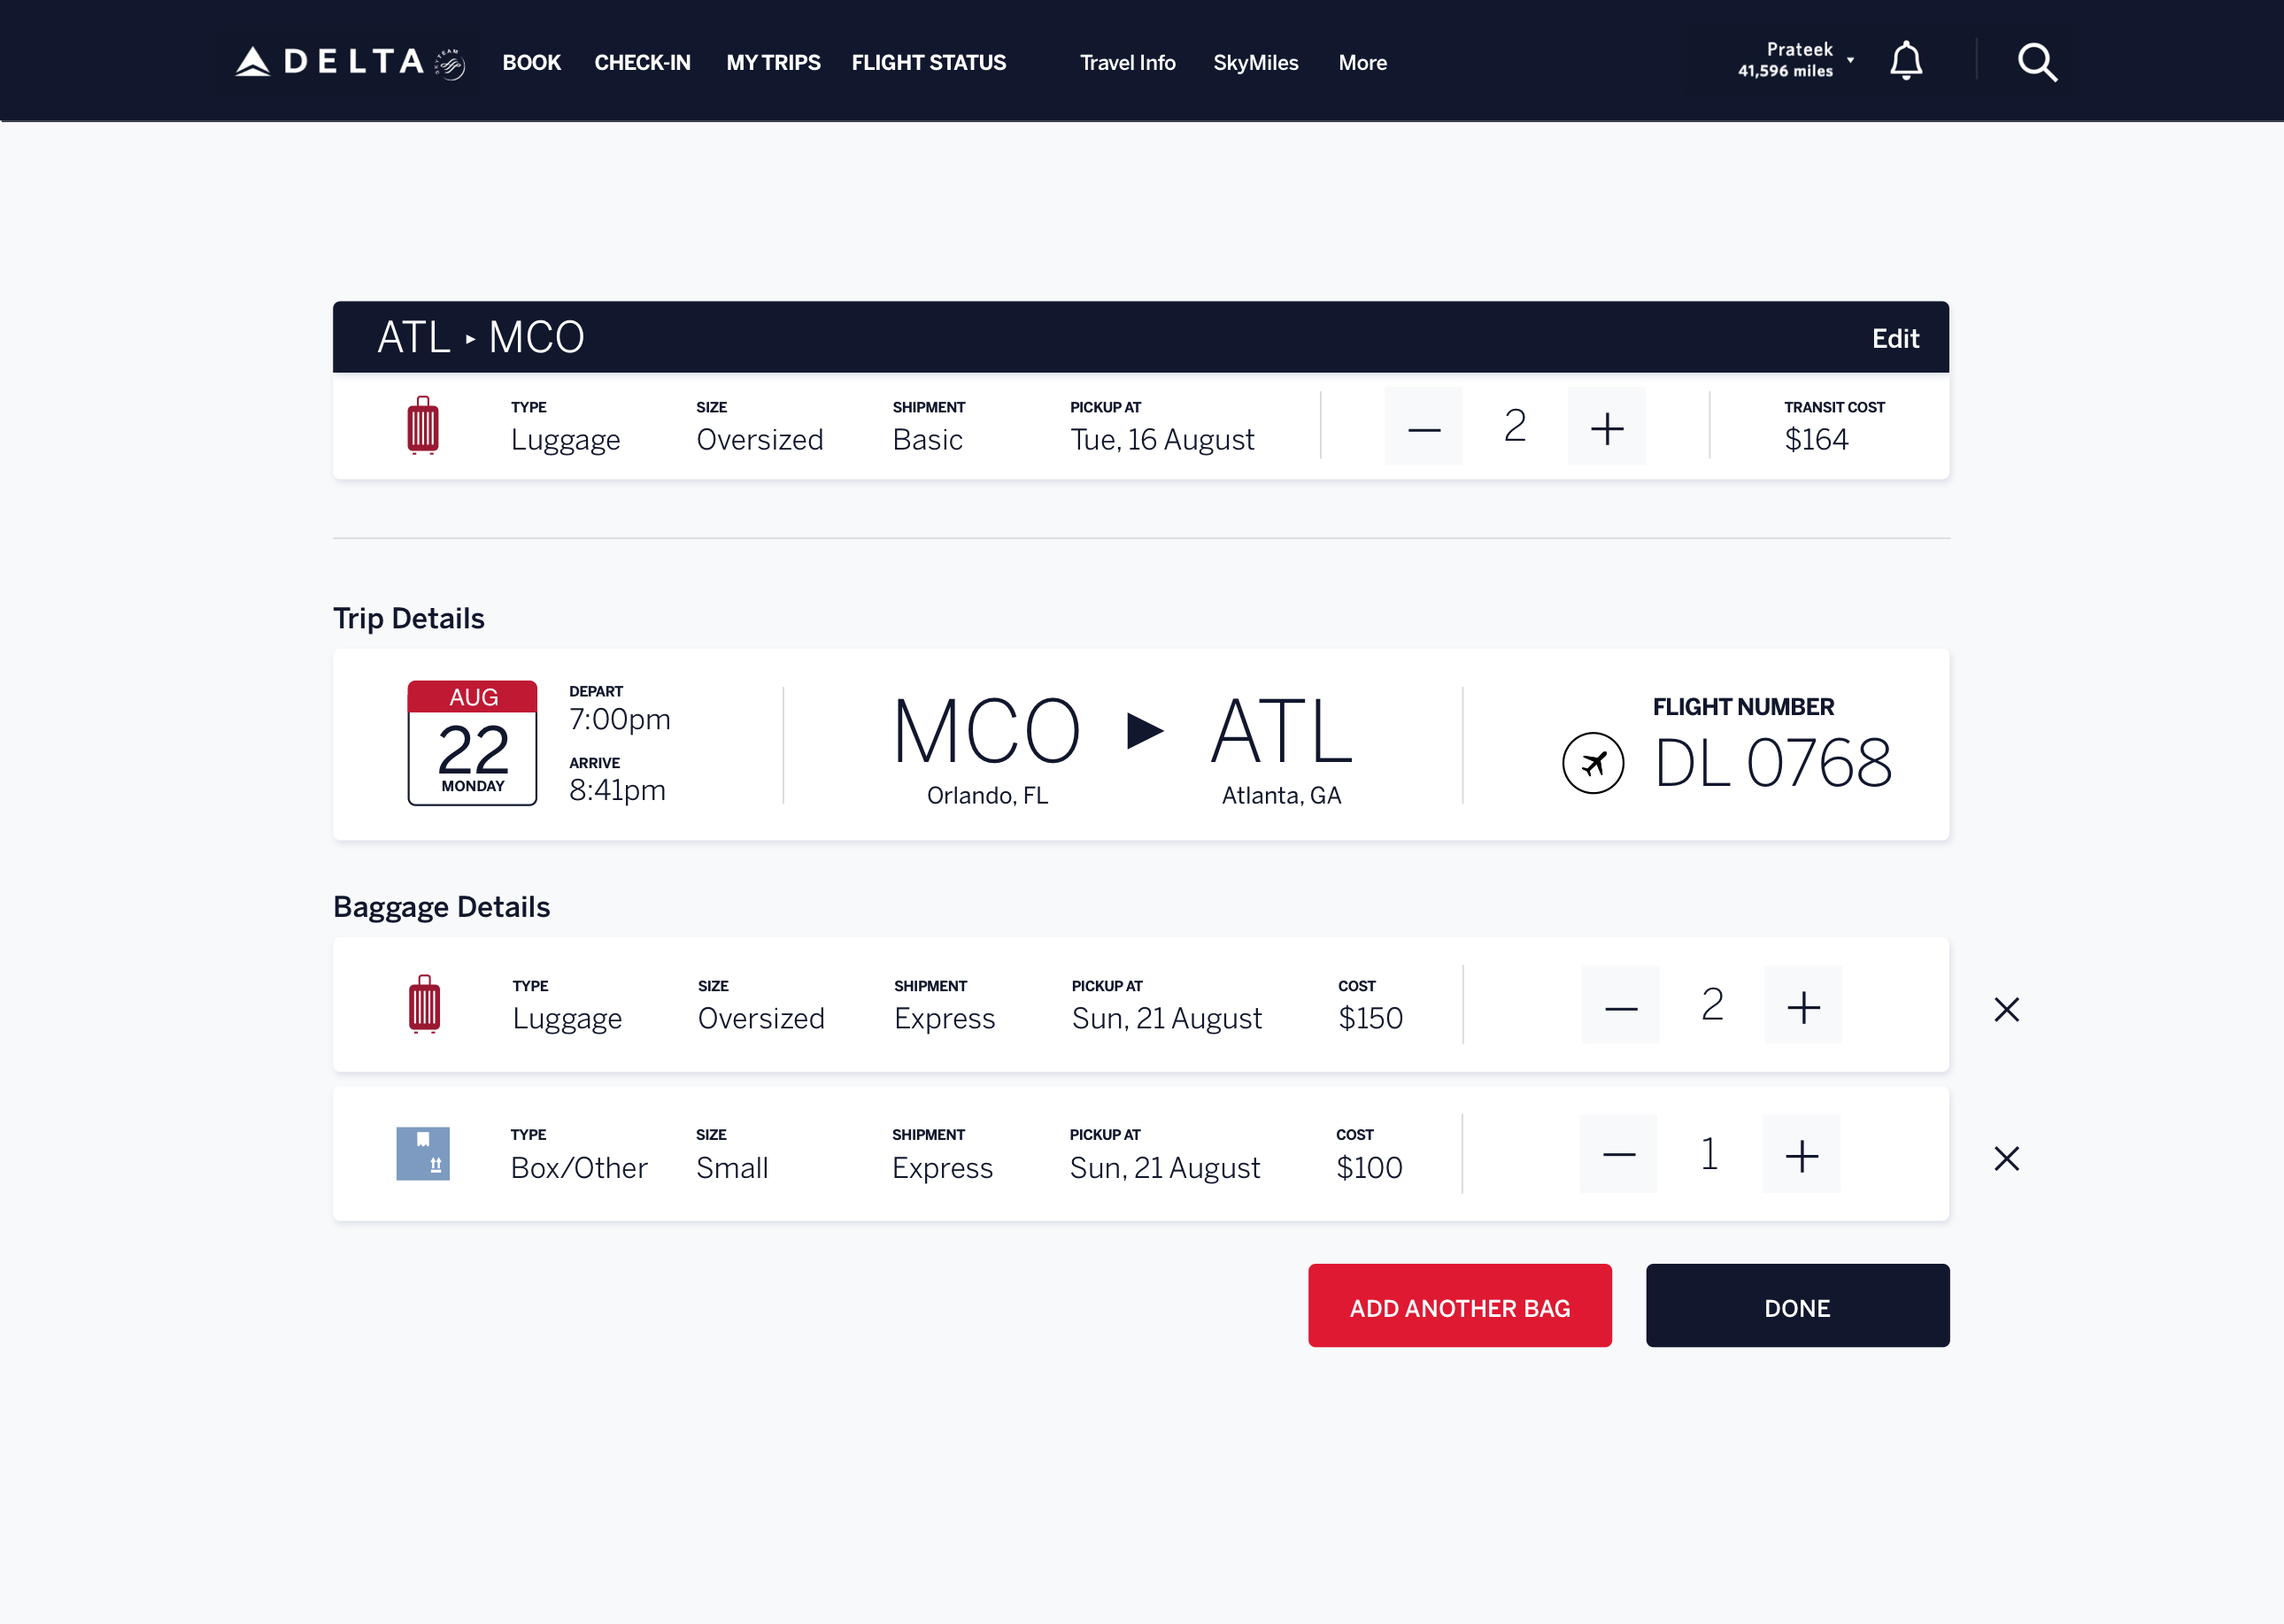 DELTA BOOK CHECK-IN MY TRIPS FLIGHT STATUS Travel Info SkyMiles More Prateek
41,596 miles
ATL ▸ MCO Edit
TYPE SIZE SHIPMENT PICKUP AT TRANSIT COST
Luggage Oversized Basic Tue, 16 August — 2 + $164
Trip Details
AUG
22
MONDAY
DEPART
7:00pm
ARRIVE
8:41pm
MCO ▶ ATL
Orlando, FL Atlanta, GA
FLIGHT NUMBER
DL 0768
Baggage Details
TYPE SIZE SHIPMENT PICKUP AT COST
Luggage Oversized Express Sun, 21 August $150 — 2 + ×
TYPE SIZE SHIPMENT PICKUP AT COST
Box/Other Small Express Sun, 21 August $100 — 1 + ×
ADD ANOTHER BAG DONE